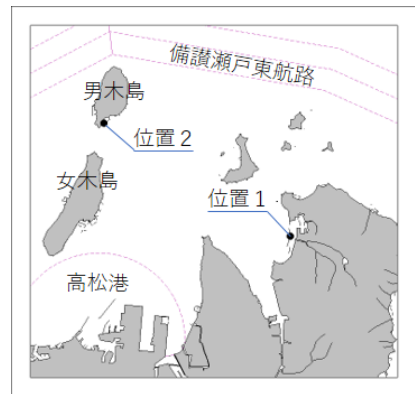 備讃瀬戸東航路
男木島
位置２
女木島
位置１
高松港